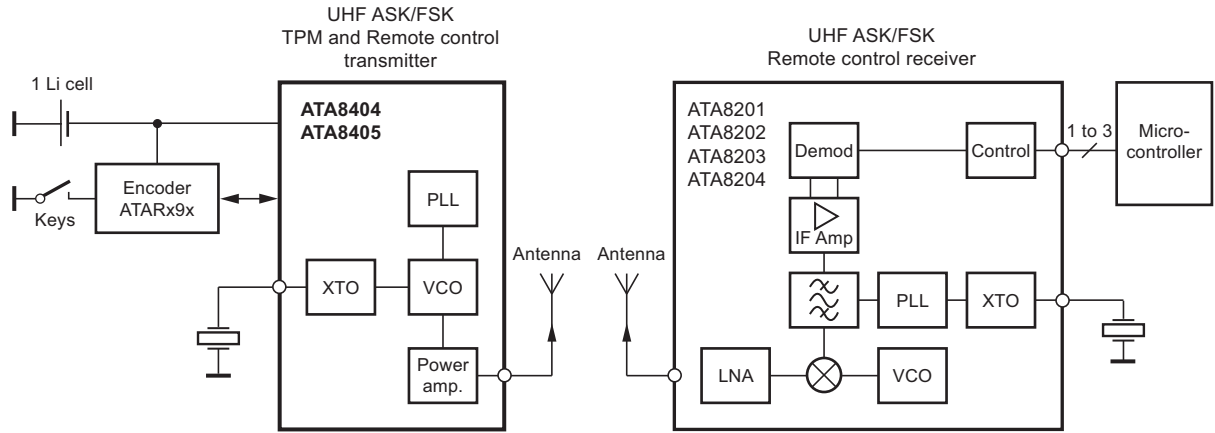 UHF ASK/FSK
TPM and Remote control
transmitter
1 Li cell
ATA8404
ATA8405
Encoder
ATARx9x
Keys
PLL
XTO
VCO
Power
amp.
Antenna
Antenna
UHF ASK/FSK
Remote control receiver
ATA8201
ATA8202
ATA8203
ATA8204
Demod
Control
1 to 3
Micro-
controller
IF Amp
PLL
XTO
LNA
VCO